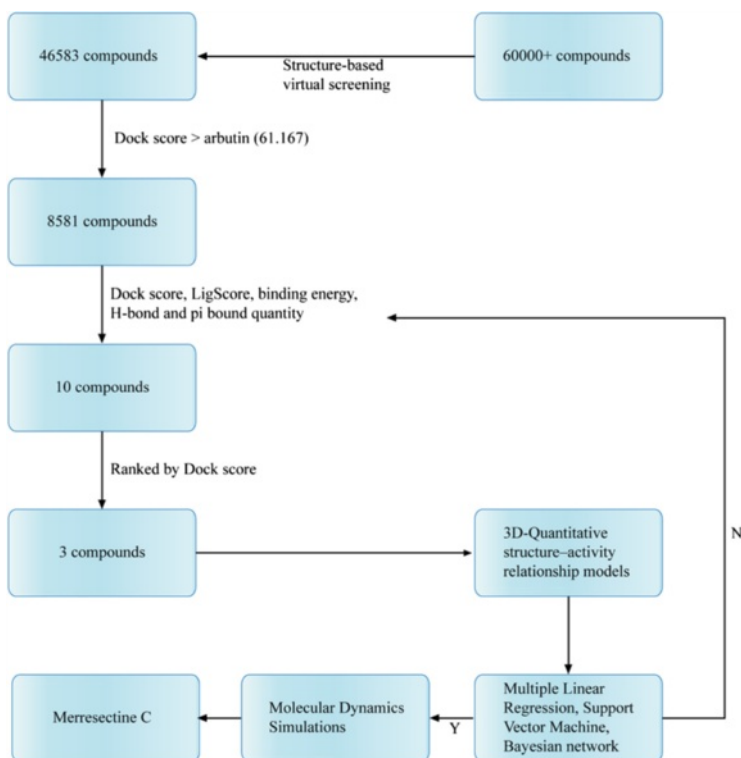 46583 compounds
60000+ compounds
Structure-based
virtual screening
Dock score > arbutin (61.167)
8581 compounds
Dock score, LigScore, binding energy,
H-bond and pi bound quantity
10 compounds
Ranked by Dock score
3 compounds
3D-Quantitative
structure–activity
relationship models
N
Merresectine C
Molecular Dynamics
Simulations
Y
Multiple Linear
Regression, Support
Vector Machine,
Bayesian network